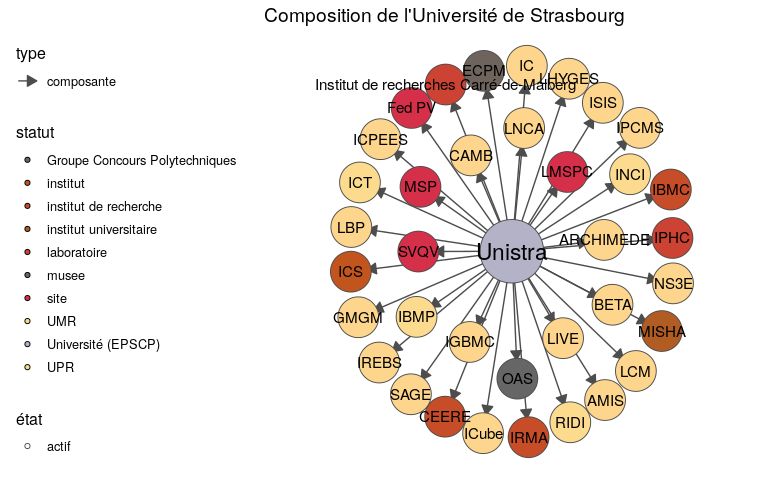 Composition de l'Université de Strasbourg
type
composante
statut
Groupe Concours Polytechniques
institut
institut de recherche
institut universitaire
laboratoire
musee
site
UMR
Université (EPSCP)
UPR
état
actif
ECPM
IC
LHYGES
Institut de recherches Carré-de-Malberg
Fed PV
ISIS
IPCMS
LNCA
ICPEES
CAMB
LMSPC
INCI
ICT
MSP
IBMC
LBP
ARCHIMEDE
IPHC
SVQV
Unistra
ICS
NS3E
GMGM
IBMP
BETA
MISHA
IGBMC
LIVE
IREBS
OAS
LCM
SAGE
AMIS
CEERE
ICube
IRMA
RIDI